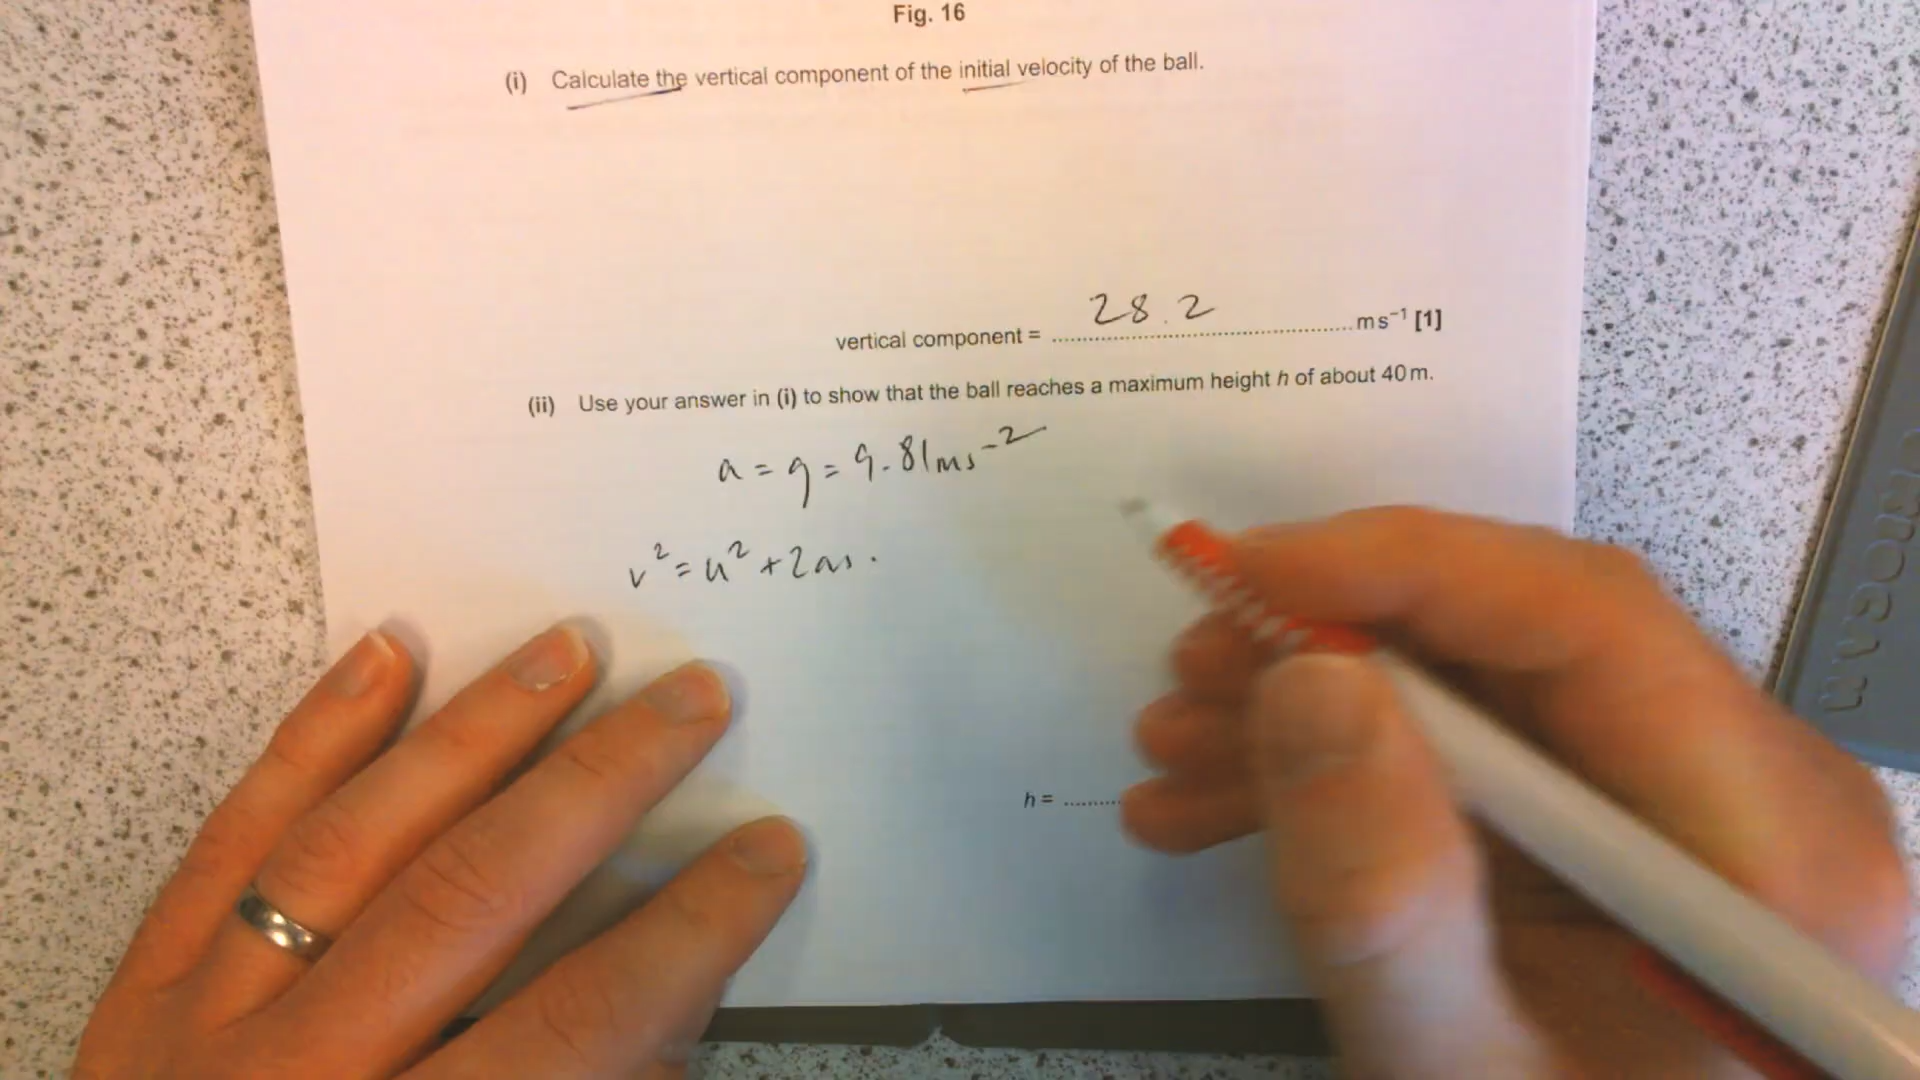 Fig. 16
(i) Calculate the vertical component of the initial velocity of the ball.
vertical component = 28.2 ms⁻¹ [1]
(ii) Use your answer in (i) to show that the ball reaches a maximum height h of about 40 m.
a = g = 9.81ms⁻²
v² = u² + 2as.
h = ..........